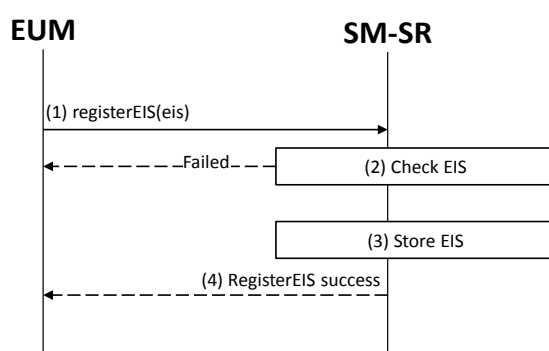 EUM
SM-SR
(1) registerEIS(eis)
Failed
(2) Check EIS
(3) Store EIS
(4) RegisterEIS success